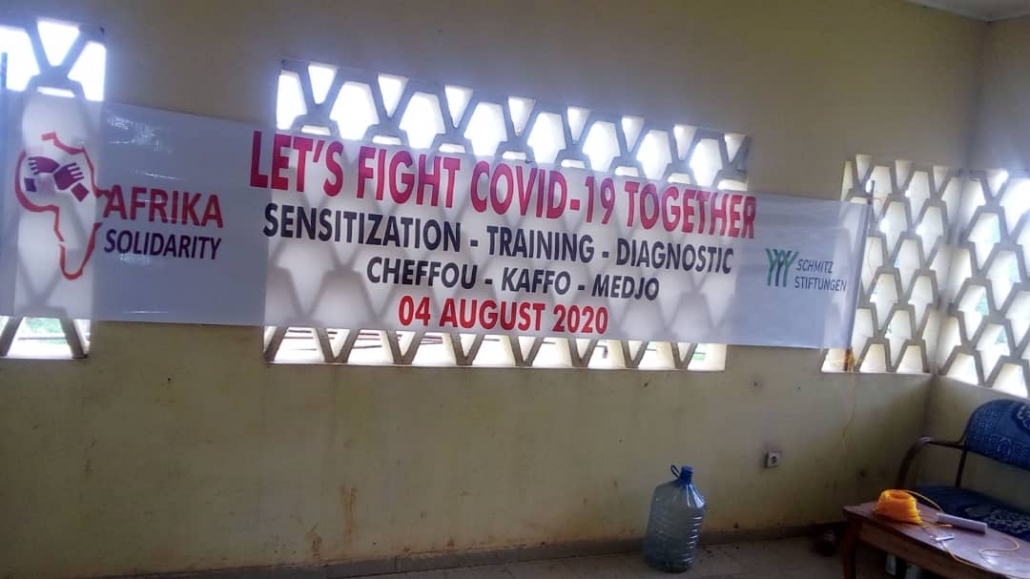 AFRIKA
SOLIDARITY
LET'S FIGHT COVID-19 TOGETHER
SENSITIZATION - TRAINING - DIAGNOSTIC
CHEFFOU - KAFFO - MEDJO
04 AUGUST 2020
SCHMITZ
STIFTUNGEN